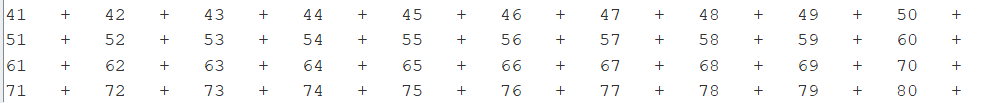 41 + 42 + 43 + 44 + 45 + 46 + 47 + 48 + 49 + 50 +
51 + 52 + 53 + 54 + 55 + 56 + 57 + 58 + 59 + 60 +
61 + 62 + 63 + 64 + 65 + 66 + 67 + 68 + 69 + 70 +
71 + 72 + 73 + 74 + 75 + 76 + 77 + 78 + 79 + 80 +